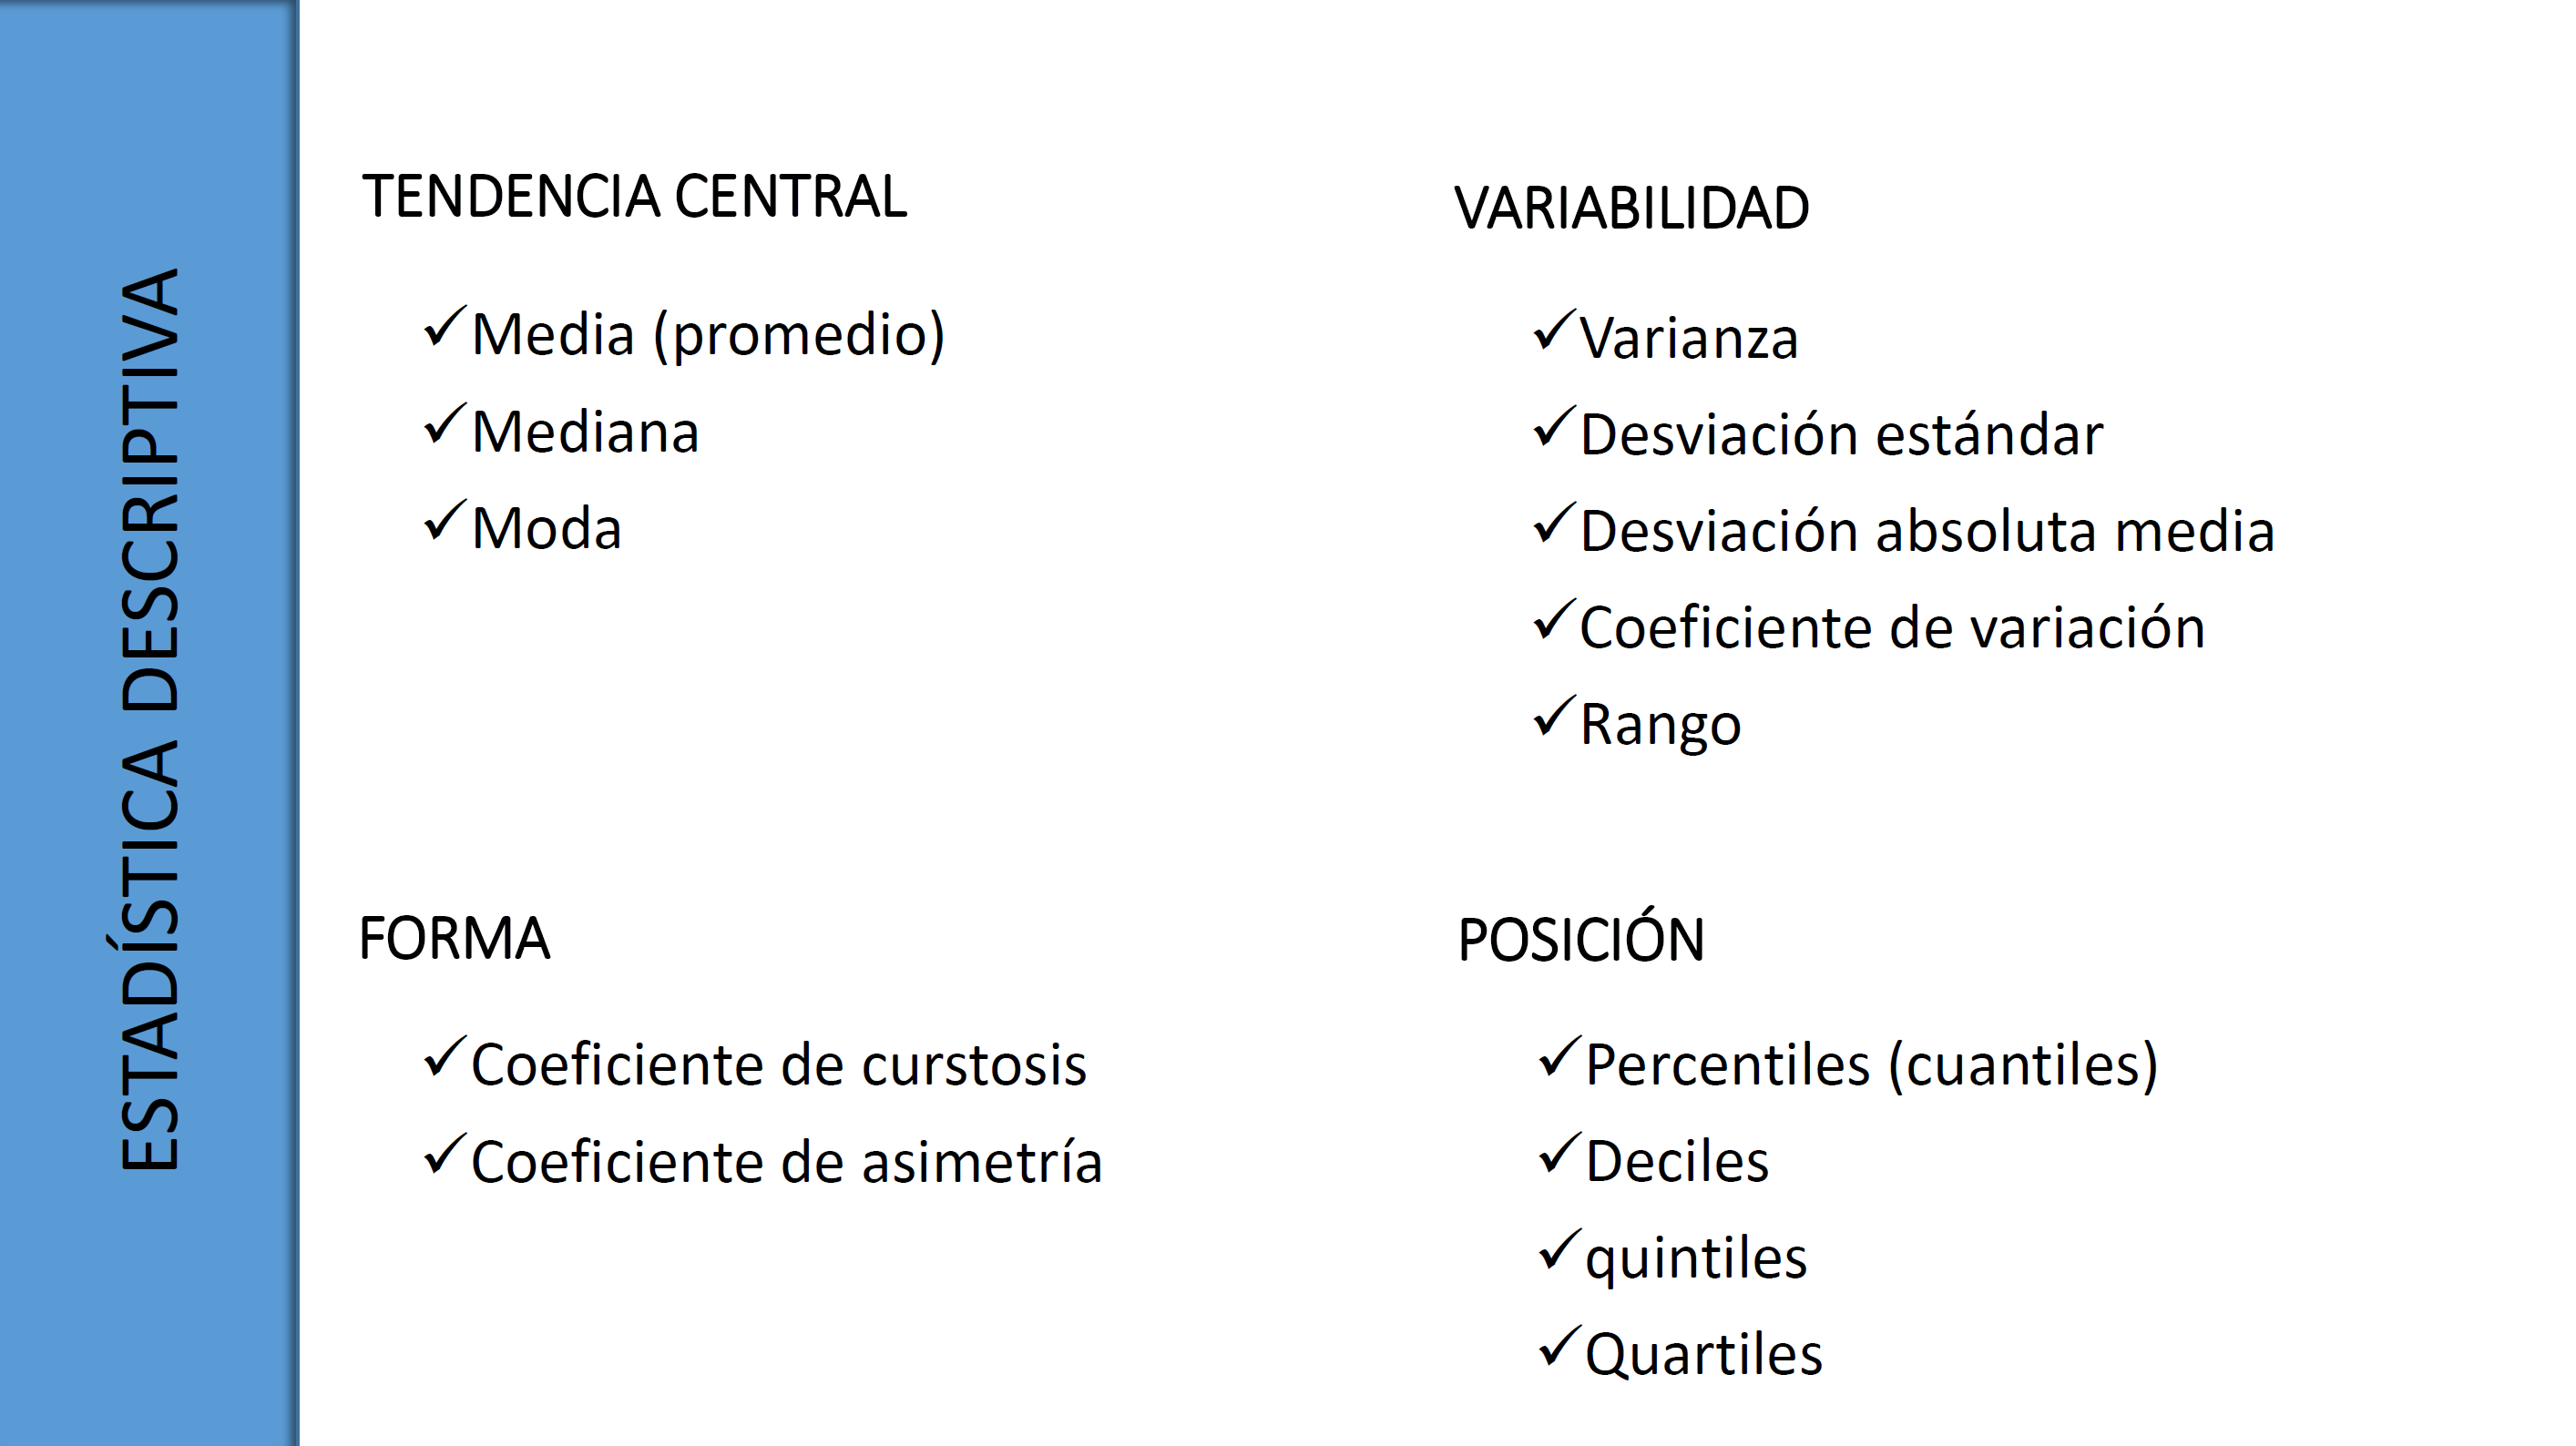 ESTADÍSTICA DESCRIPTIVA
TENDENCIA CENTRAL
✓Media (promedio)
✓Mediana
✓Moda
VARIABILIDAD
✓Varianza
✓Desviación estándar
✓Desviación absoluta media
✓Coeficiente de variación
✓Rango
FORMA
✓Coeficiente de curstosis
✓Coeficiente de asimetría
POSICIÓN
✓Percentiles (cuantiles)
✓Deciles
✓quintiles
✓Quartiles